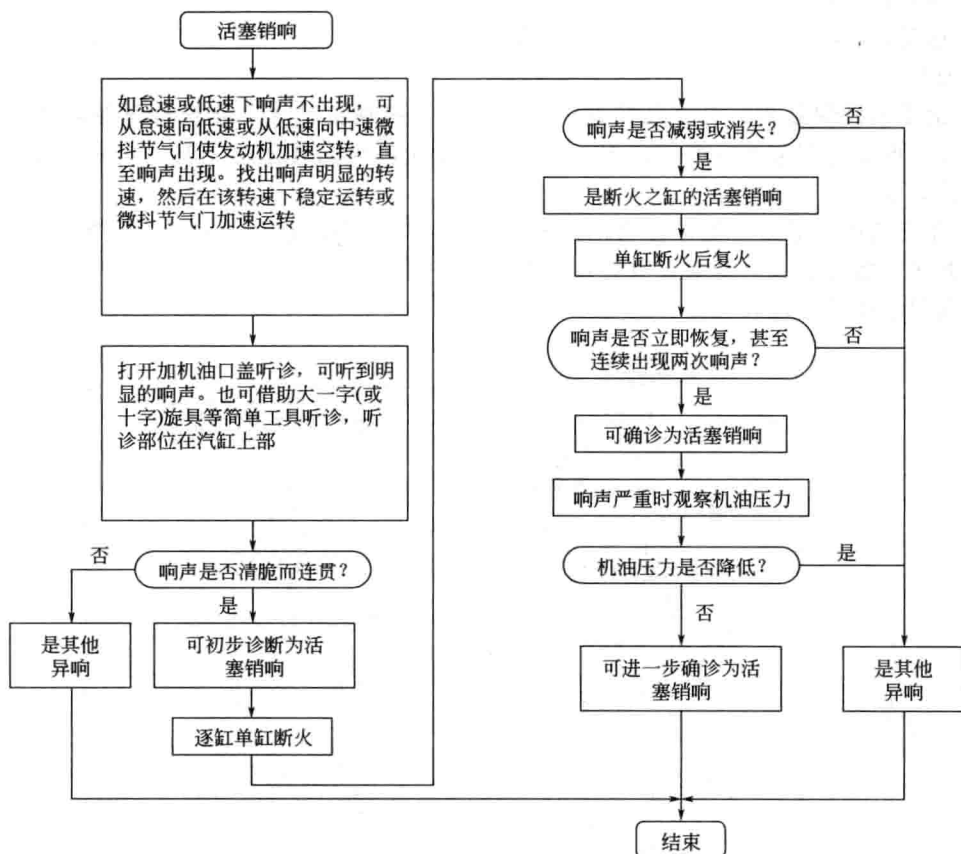 活塞销响
如怠速或低速下响声不出现，可
从怠速向低速或从低速向中速微
抖节气门使发动机加速空转，直
至响声出现。找出响声明显的转
速，然后在该转速下稳定运转或
微抖节气门加速运转
打开加机油口盖听诊，可听到明
显的响声。也可借助大一字(或
十字)旋具等简单工具听诊，听
诊部位在汽缸上部
响声是否清脆而连贯？
否
是
是其他
异响
可初步诊断为活
塞销响
逐缸单缸断火
响声是否减弱或消失？
否
是
是断火之缸的活塞销响
单缸断火后复火
响声是否立即恢复，甚至
连续出现两次响声？
否
是
可确诊为活塞销响
响声严重时观察机油压力
机油压力是否降低？
是
否
可进一步确诊为活
塞销响
是其他
异响
结束